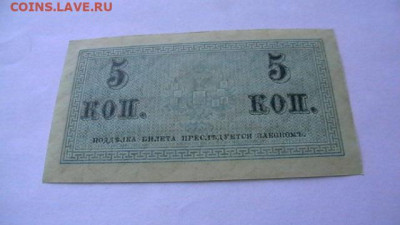 COINS.LAVE.RU
5 5
КОП. КОП.
ПОДДѢЛКА БИЛЕТА ПРЕСЛѢДУЕТСЯ ЗАКОНОМЪ.